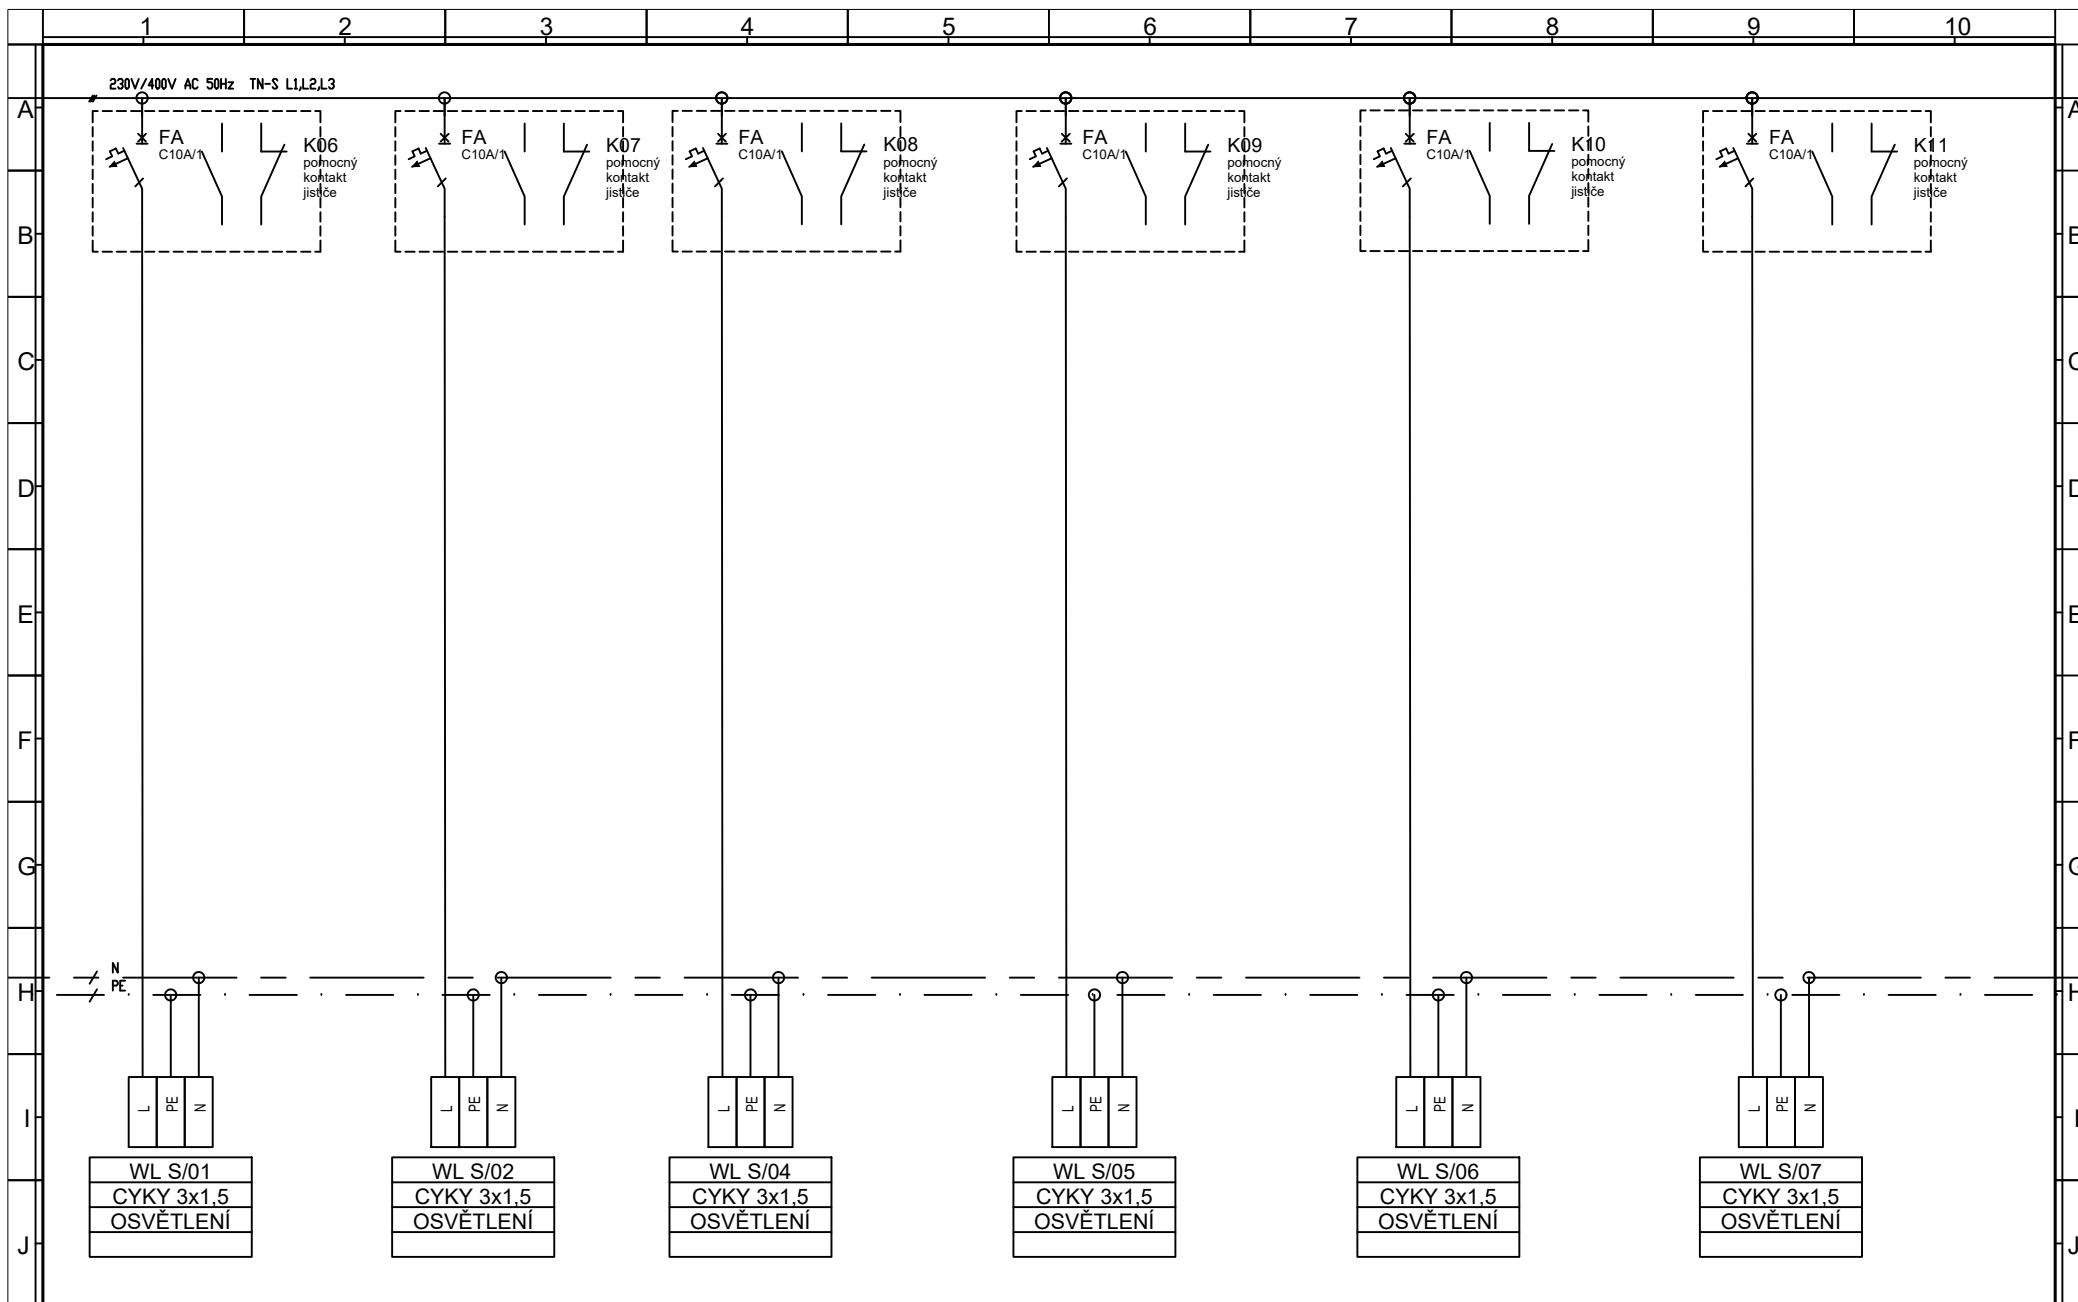 1 2 3 4 5 6 7 8 9 10
230V/400V AC 50Hz TN-S L1,L2,L3
A A
FA K06 FA K07 FA K08 FA K09 FA K10 FA K11
C10A/1 C10A/1 C10A/1 C10A/1 C10A/1 C10A/1
pomocný pomocný pomocný pomocný pomocný pomocný
kontakt kontakt kontakt kontakt kontakt kontakt
jističe jističe jističe jističe jističe jističe
B B
C C
D D
E E
F F
G G
N
PE
H H
L PE N L PE N L PE N L PE N L PE N L PE N
I I
WL S/01 WL S/02 WL S/04 WL S/05 WL S/06 WL S/07
CYKY 3x1,5 CYKY 3x1,5 CYKY 3x1,5 CYKY 3x1,5 CYKY 3x1,5 CYKY 3x1,5
OSVĚTLENÍ OSVĚTLENÍ OSVĚTLENÍ OSVĚTLENÍ OSVĚTLENÍ OSVĚTLENÍ
J J